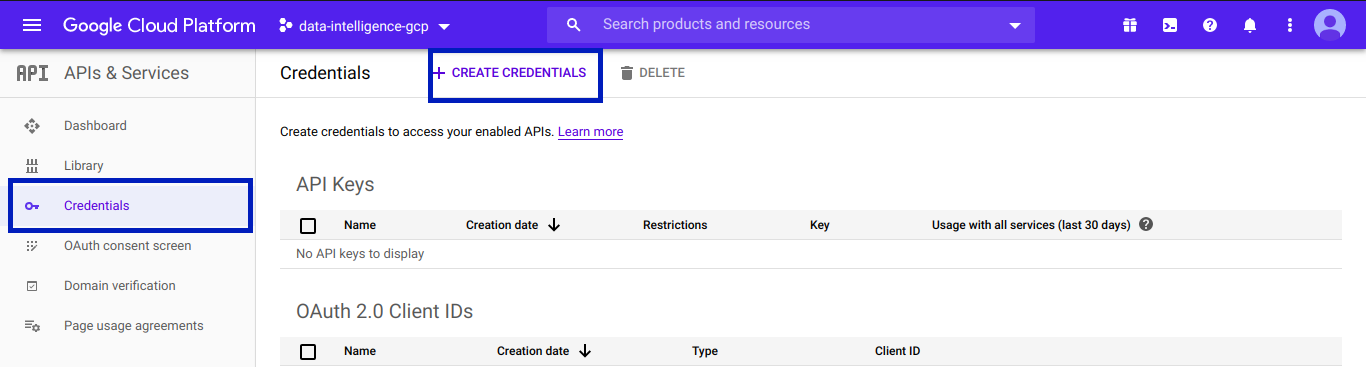 Google Cloud Platform data-intelligence-gcp Search products and resources
API APIs & Services
Credentials + CREATE CREDENTIALS DELETE
Dashboard
Library
Credentials
OAuth consent screen
Domain verification
Page usage agreements
Create credentials to access your enabled APIs. Learn more
API Keys
Name Creation date Restrictions Key Usage with all services (last 30 days)
No API keys to display
OAuth 2.0 Client IDs
Name Creation date Type Client ID